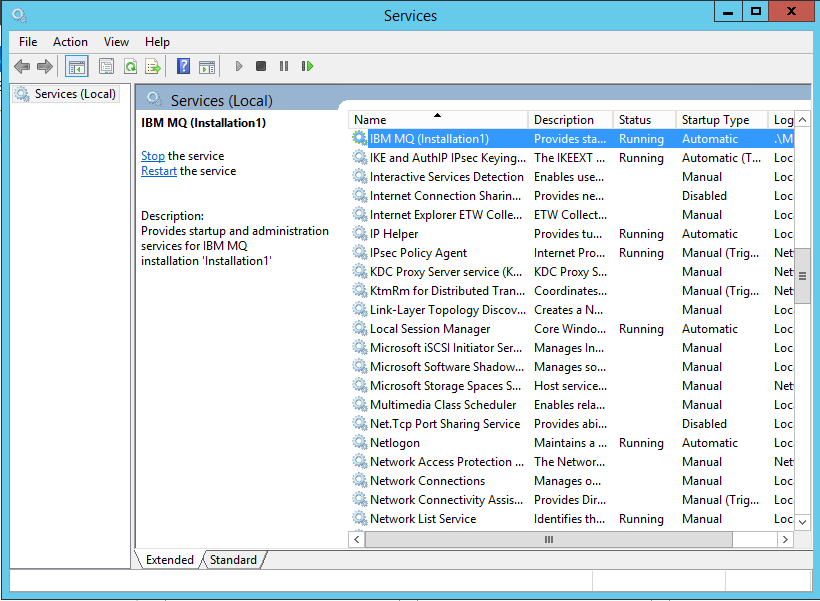 Services
File Action View Help
Services (Local)
Services (Local)
IBM MQ (Installation1)
Stop the service
Restart the service
Description:
Provides startup and administration
services for IBM MQ
installation 'Installation1'
Name Description Status Startup Type Log
IBM MQ (Installation1) Provides sta... Running Automatic .\M
IKE and AuthIP IPsec Keying... The IKEEXT ... Running Automatic (T... Loc
Interactive Services Detection Enables use... Manual Loc
Internet Connection Sharin... Provides ne... Disabled Loc
Internet Explorer ETW Colle... ETW Collect... Manual Loc
IP Helper Provides tu... Running Automatic Loc
IPsec Policy Agent Internet Pro... Running Manual (Trig... Net
KDC Proxy Server service (K... KDC Proxy S... Manual Net
KtmRm for Distributed Tran... Coordinates... Manual (Trig... Net
Link-Layer Topology Discov... Creates a N... Manual Loc
Local Session Manager Core Windo... Running Automatic Loc
Microsoft iSCSI Initiator Ser... Manages In... Manual Loc
Microsoft Software Shadow... Manages so... Manual Loc
Microsoft Storage Spaces S... Host service... Manual Net
Multimedia Class Scheduler Enables rela... Manual Loc
Net.Tcp Port Sharing Service Provides abi... Disabled Loc
Netlogon Maintains a ... Running Automatic Loc
Network Access Protection ... The Networ... Manual Net
Network Connections Manages o... Manual Loc
Network Connectivity Assis... Provides Dir... Manual (Trig... Loc
Network List Service Identifies th... Running Manual Loc
Extended Standard